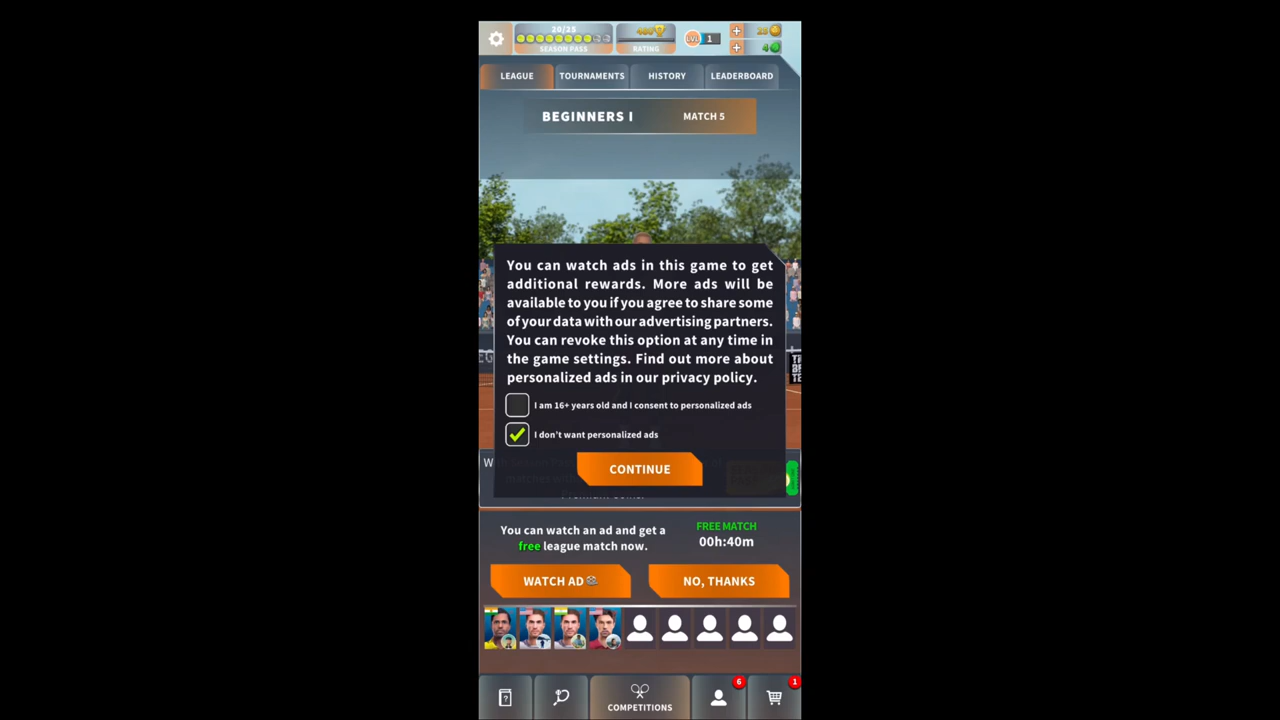 20/25
SEASON PASS
RATING
LVL 1
LEAGUE
TOURNAMENTS
HISTORY
LEADERBOARD
BEGINNERS I
MATCH 5
You can watch ads in this game to get
additional rewards. More ads will be
available to you if you agree to share some
of your data with our advertising partners.
You can revoke this option at any time in
the game settings. Find out more about
personalized ads in our privacy policy.
I am 16+ years old and I consent to personalized ads
I don't want personalized ads
CONTINUE
You can watch an ad and get a
free league match now.
FREE MATCH
00h:40m
WATCH AD
NO, THANKS
6
1
COMPETITIONS